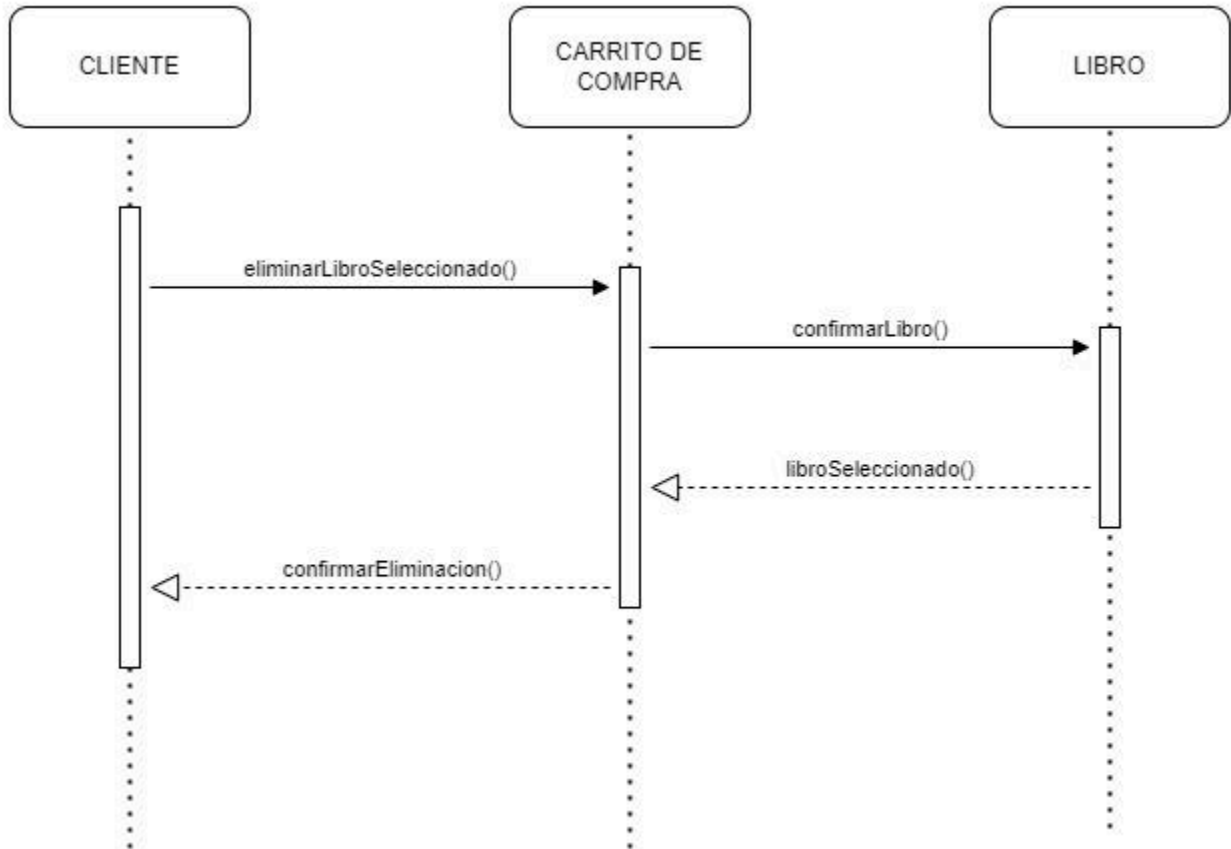 CLIENTE
CARRITO DE
COMPRA
LIBRO
eliminarLibroSeleccionado()
confirmarLibro()
libroSeleccionado()
confirmarEliminacion()